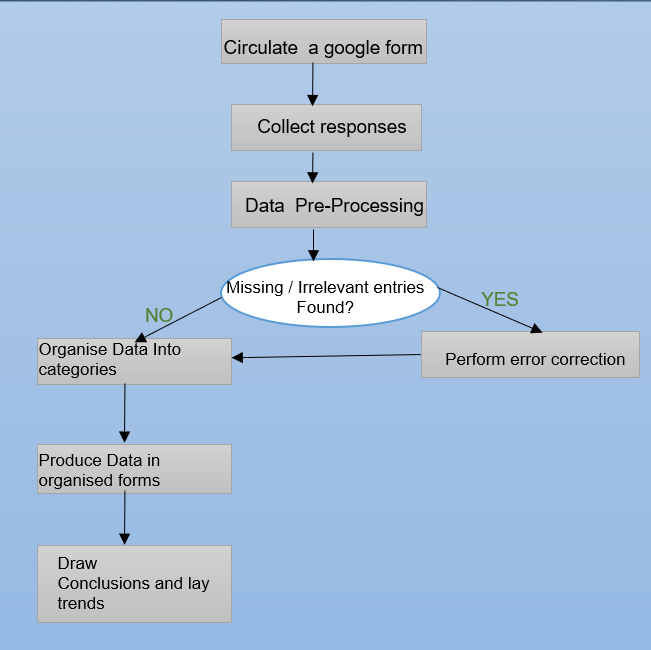 Circulate a google form
Collect responses
Data Pre-Processing
Missing / Irrelevant entries
Found?
NO
YES
Organise Data Into
categories
Perform error correction
Produce Data in
organised forms
Draw
Conclusions and lay
trends